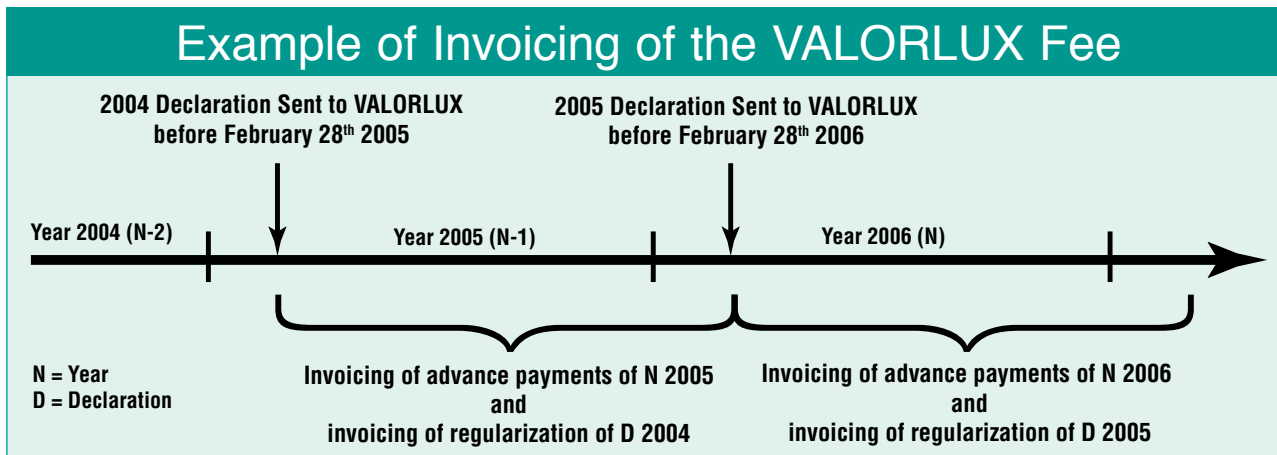 Example of Invoicing of the VALORLUX Fee
2004 Declaration Sent to VALORLUX
before February 28th 2005
2005 Declaration Sent to VALORLUX
before February 28th 2006
Year 2004 (N-2)
Year 2005 (N-1)
Year 2006 (N)
N = Year
D = Declaration
Invoicing of advance payments of N 2005
and
invoicing of regularization of D 2004
Invoicing of advance payments of N 2006
and
invoicing of regularization of D 2005